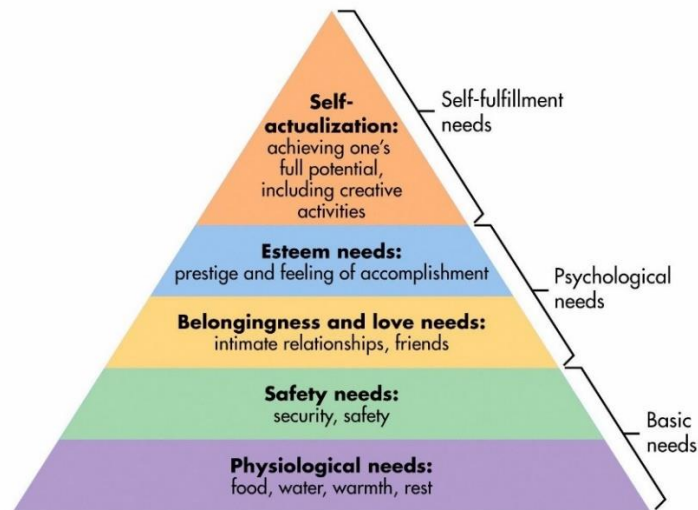 Self-
actualization:
achieving one's
full potential,
including creative
activities
Self-fulfillment
needs
Esteem needs:
prestige and feeling of accomplishment
Psychological
needs
Belongingness and love needs:
intimate relationships, friends
Safety needs:
security, safety
Basic
needs
Physiological needs:
food, water, warmth, rest